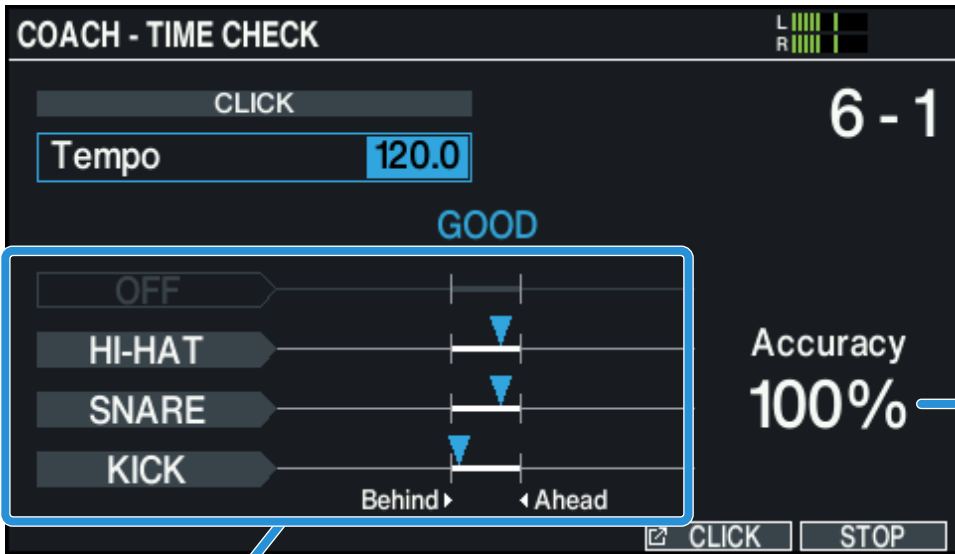 COACH - TIME CHECK
L
R
CLICK
6 - 1
Tempo 120.0
GOOD
OFF
HI-HAT
SNARE
KICK
Accuracy
100%
Behind Ahead
CLICK STOP